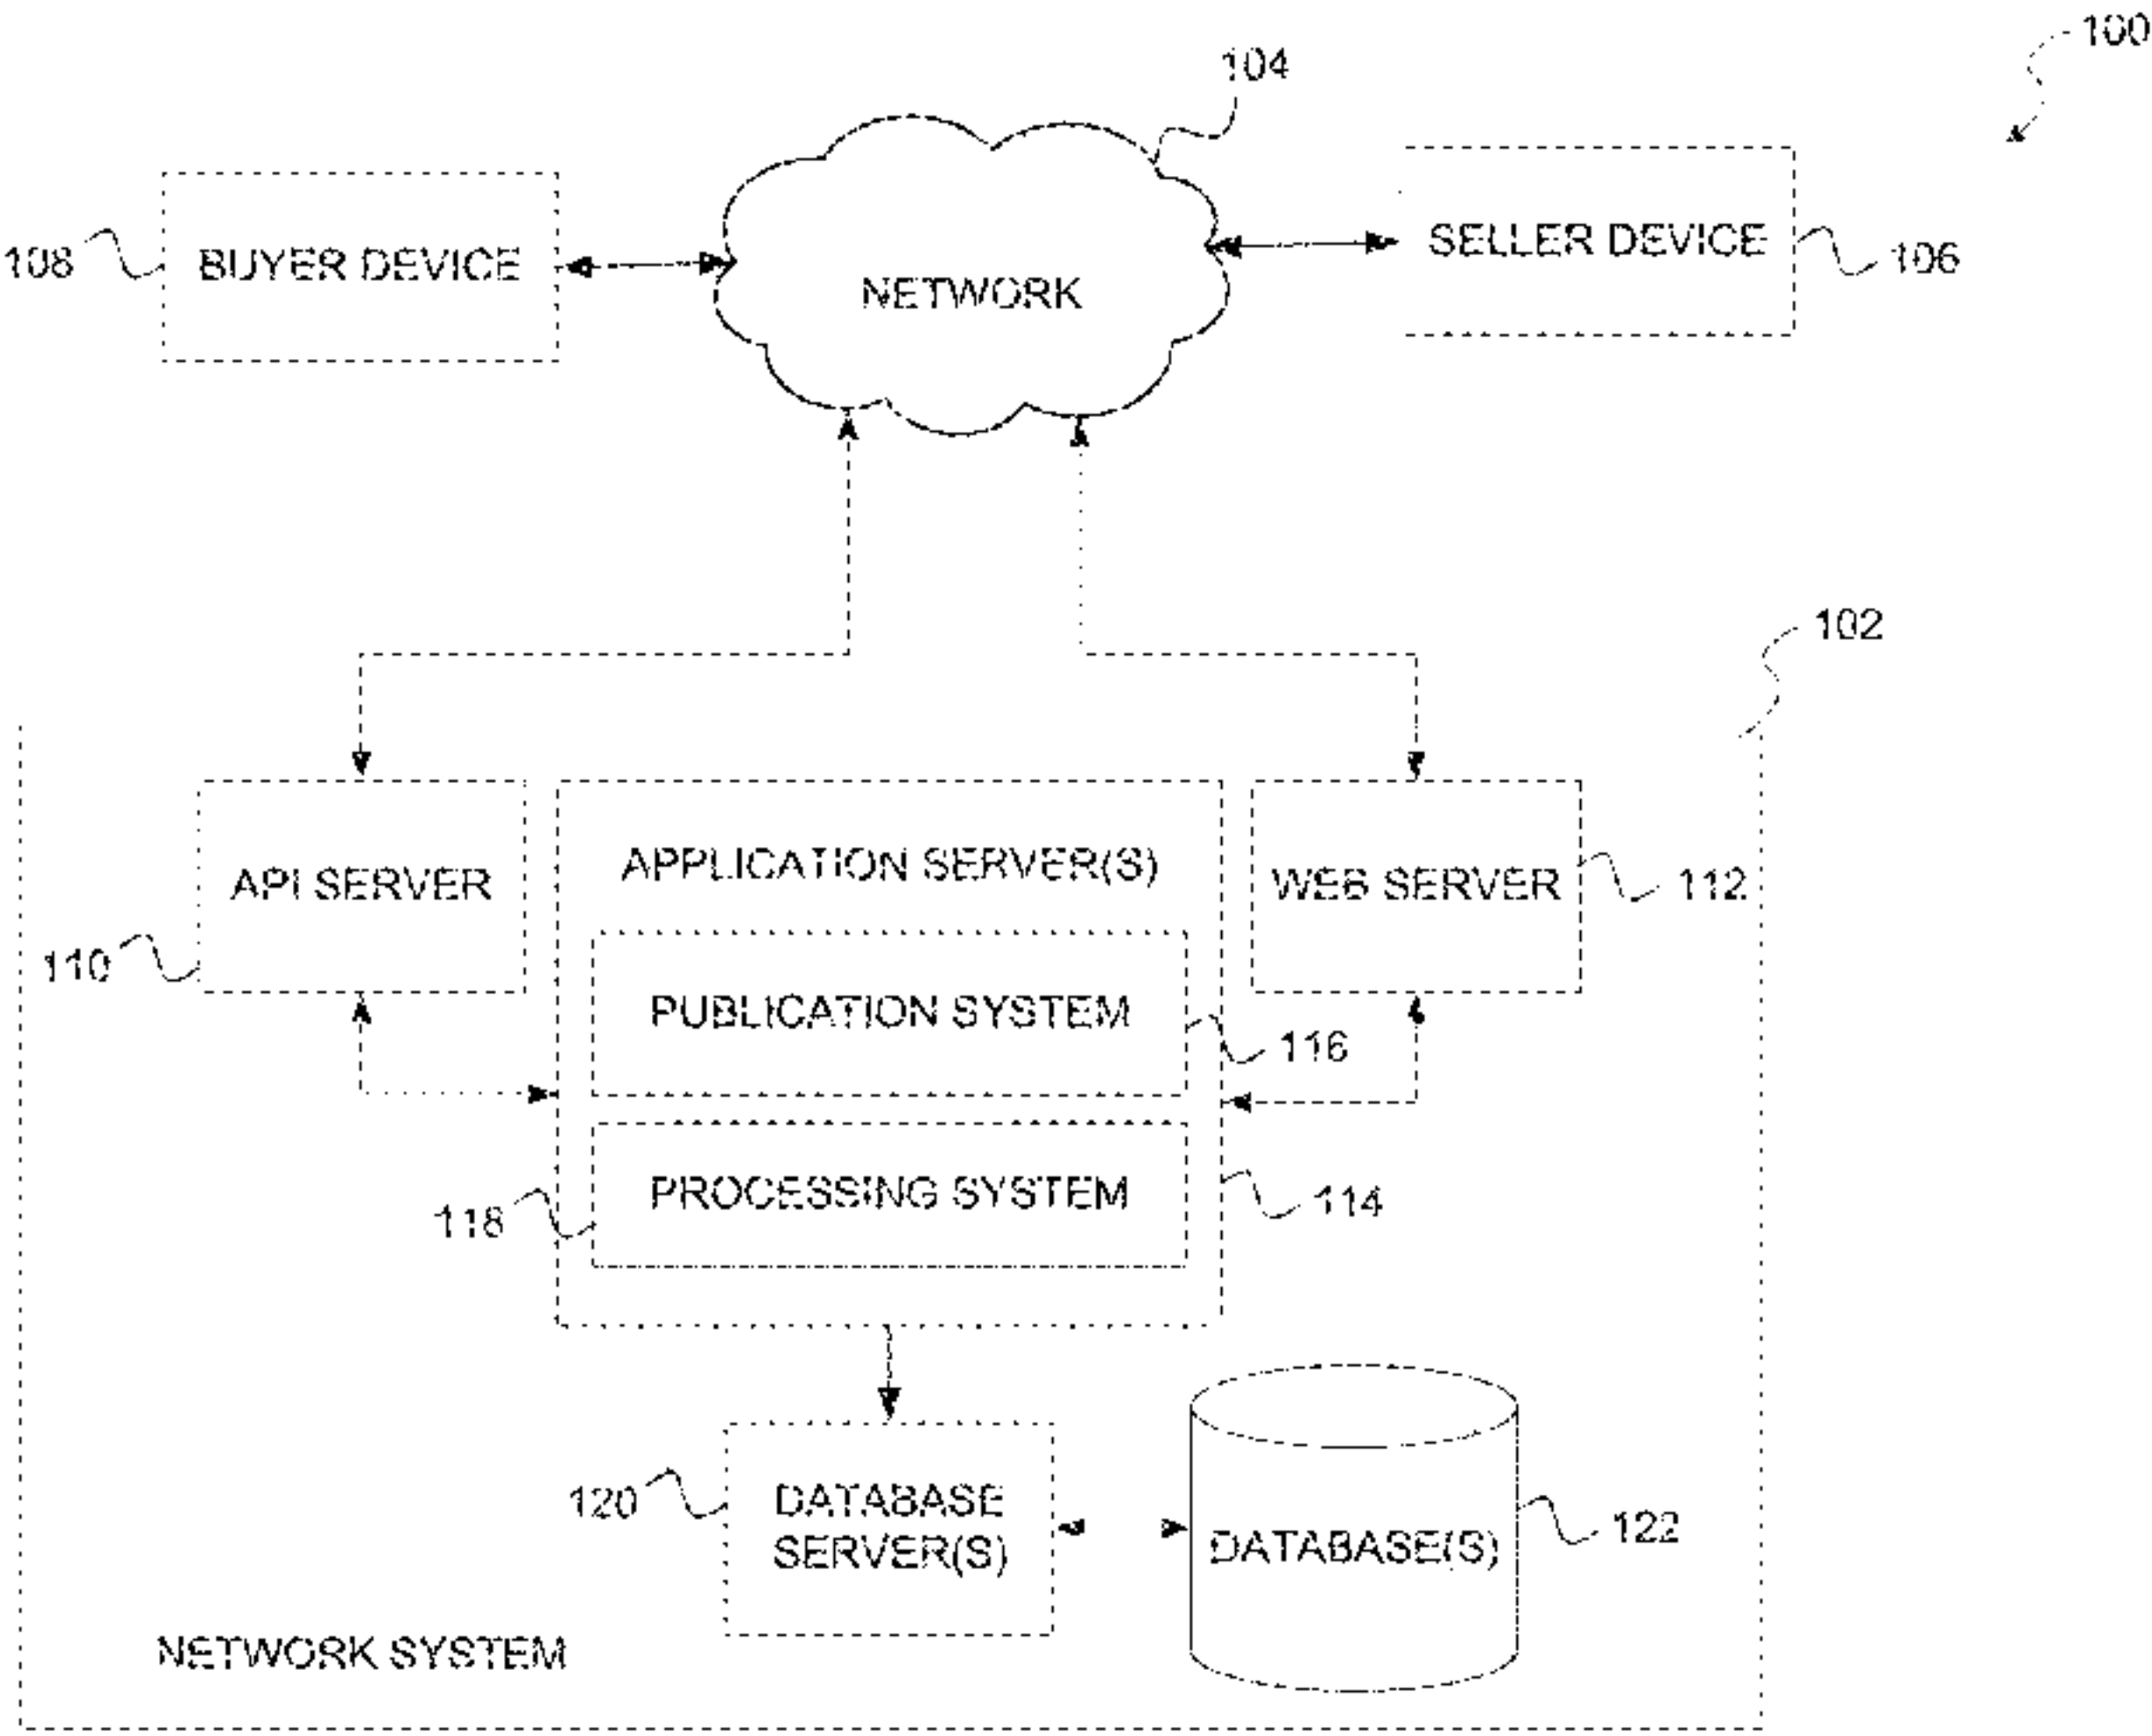 100
104
108
BUYER DEVICE
NETWORK
SELLER DEVICE
106
102
API SERVER
110
APPLICATION SERVER(S)
PUBLICATION SYSTEM
116
WEB SERVER
112
PROCESSING SYSTEM
118
114
120
DATABASE
SERVER(S)
DATABASE(S)
122
NETWORK SYSTEM